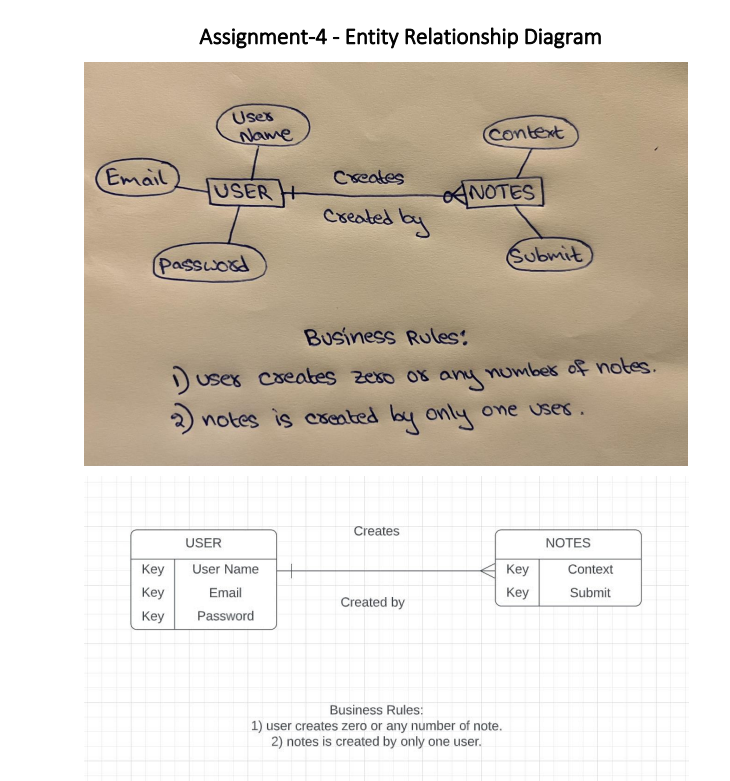 Assignment-4 - Entity Relationship Diagram
User
Name
Context
Email
USER
Creates
NOTES
Created by
Password
Submit
Business Rules:
1) user creates zero or any number of notes.
2) notes is created by only one user.
Creates
USER
NOTES
Key User Name
Key Context
Key Email
Key Submit
Created by
Key Password
Business Rules:
1) user creates zero or any number of note.
2) notes is created by only one user.